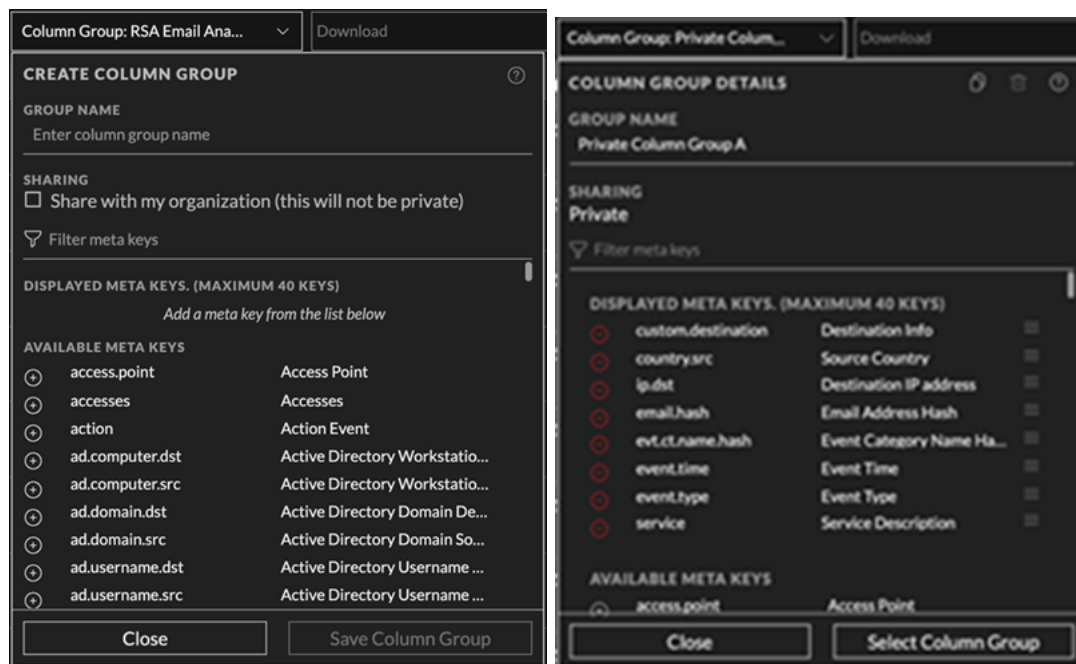 Column Group: RSA Email Ana...
Download
CREATE COLUMN GROUP
GROUP NAME
Enter column group name
SHARING
Share with my organization (this will not be private)
Filter meta keys
DISPLAYED META KEYS. (MAXIMUM 40 KEYS)
Add a meta key from the list below
AVAILABLE META KEYS
access.point Access Point
accesses Accesses
action Action Event
ad.computer.dst Active Directory Workstatio...
ad.computer.src Active Directory Workstatio...
ad.domain.dst Active Directory Domain De...
ad.domain.src Active Directory Domain So...
ad.username.dst Active Directory Username ...
ad.username.src Active Directory Username ...
Close
Save Column Group
Column Group: Private Colum...
Download
COLUMN GROUP DETAILS
GROUP NAME
Private Column Group A
SHARING
Private
Filter meta keys
DISPLAYED META KEYS. (MAXIMUM 40 KEYS)
custom.destination Destination Info
country.src Source Country
ip.dst Destination IP address
email.hash Email Address Hash
evt.ct.name.hash Event Category Name Ha...
event.time Event Time
event.type Event Type
service Service Description
AVAILABLE META KEYS
access.point Access Point
Close
Select Column Group